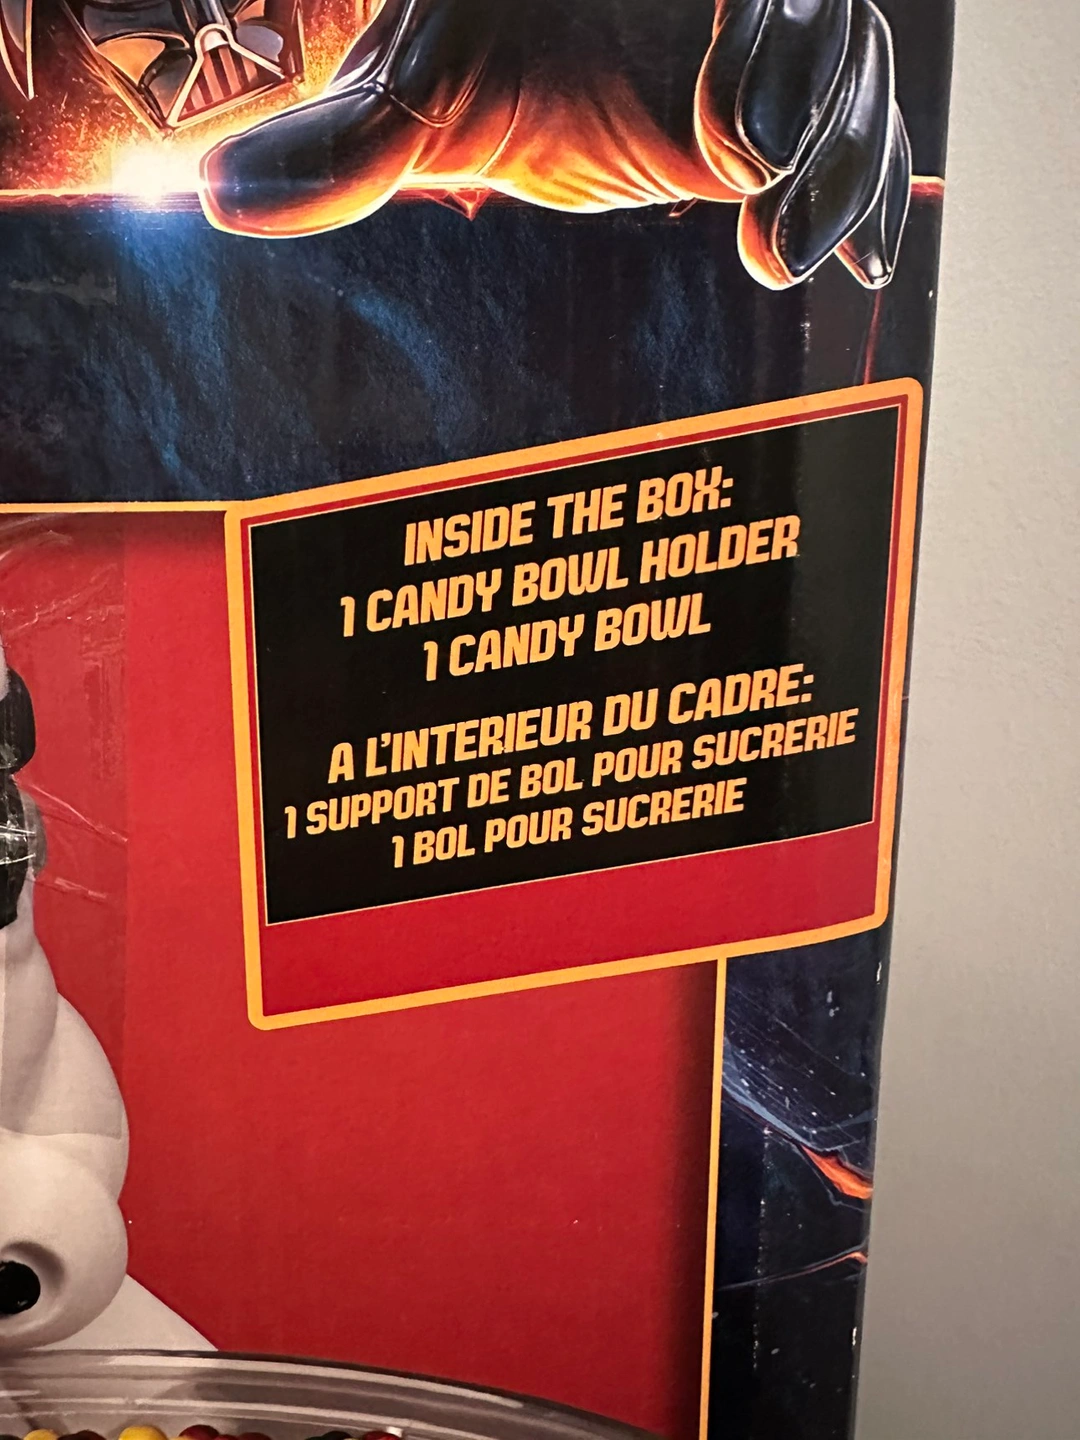 INSIDE THE BOX:
1 CANDY BOWL HOLDER
1 CANDY BOWL
A L'INTERIEUR DU CADRE:
1 SUPPORT DE BOL POUR SUCRERIE
1 BOL POUR SUCRERIE